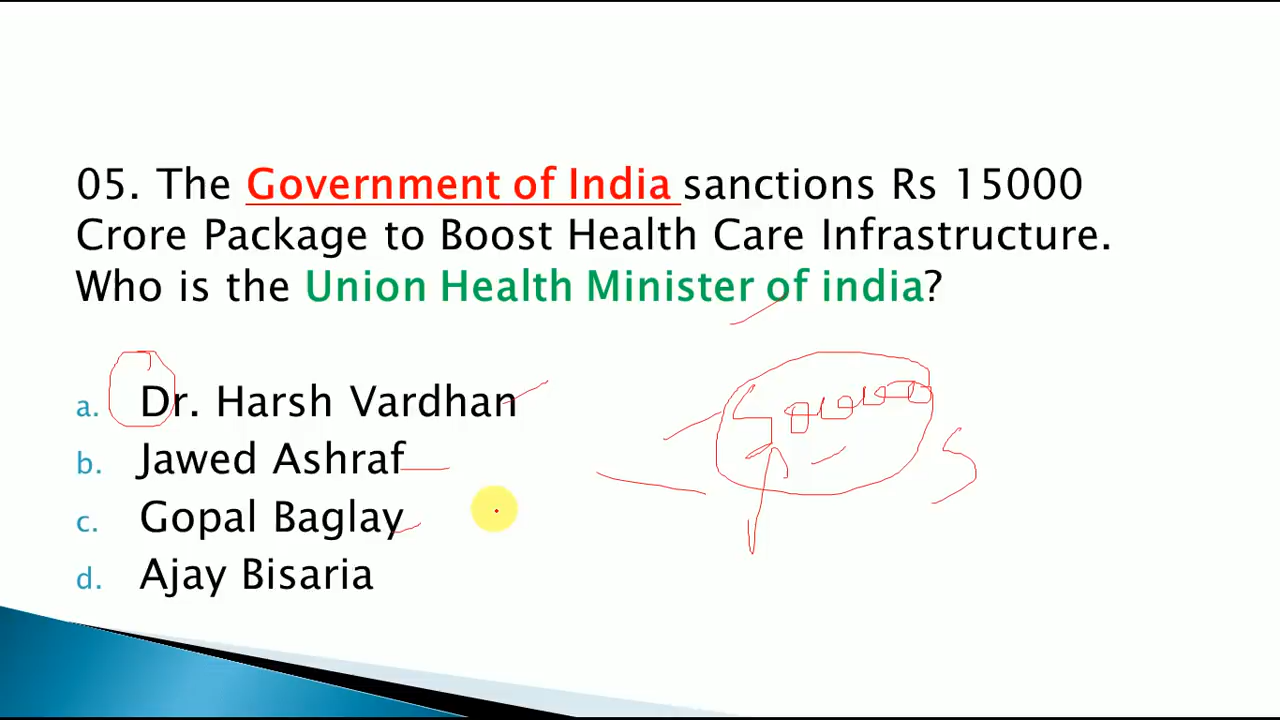 05. The Government of India sanctions Rs 15000
Crore Package to Boost Health Care Infrastructure.
Who is the Union Health Minister of india?
a. Dr. Harsh Vardhan
b. Jawed Ashraf
c. Gopal Baglay
d. Ajay Bisaria